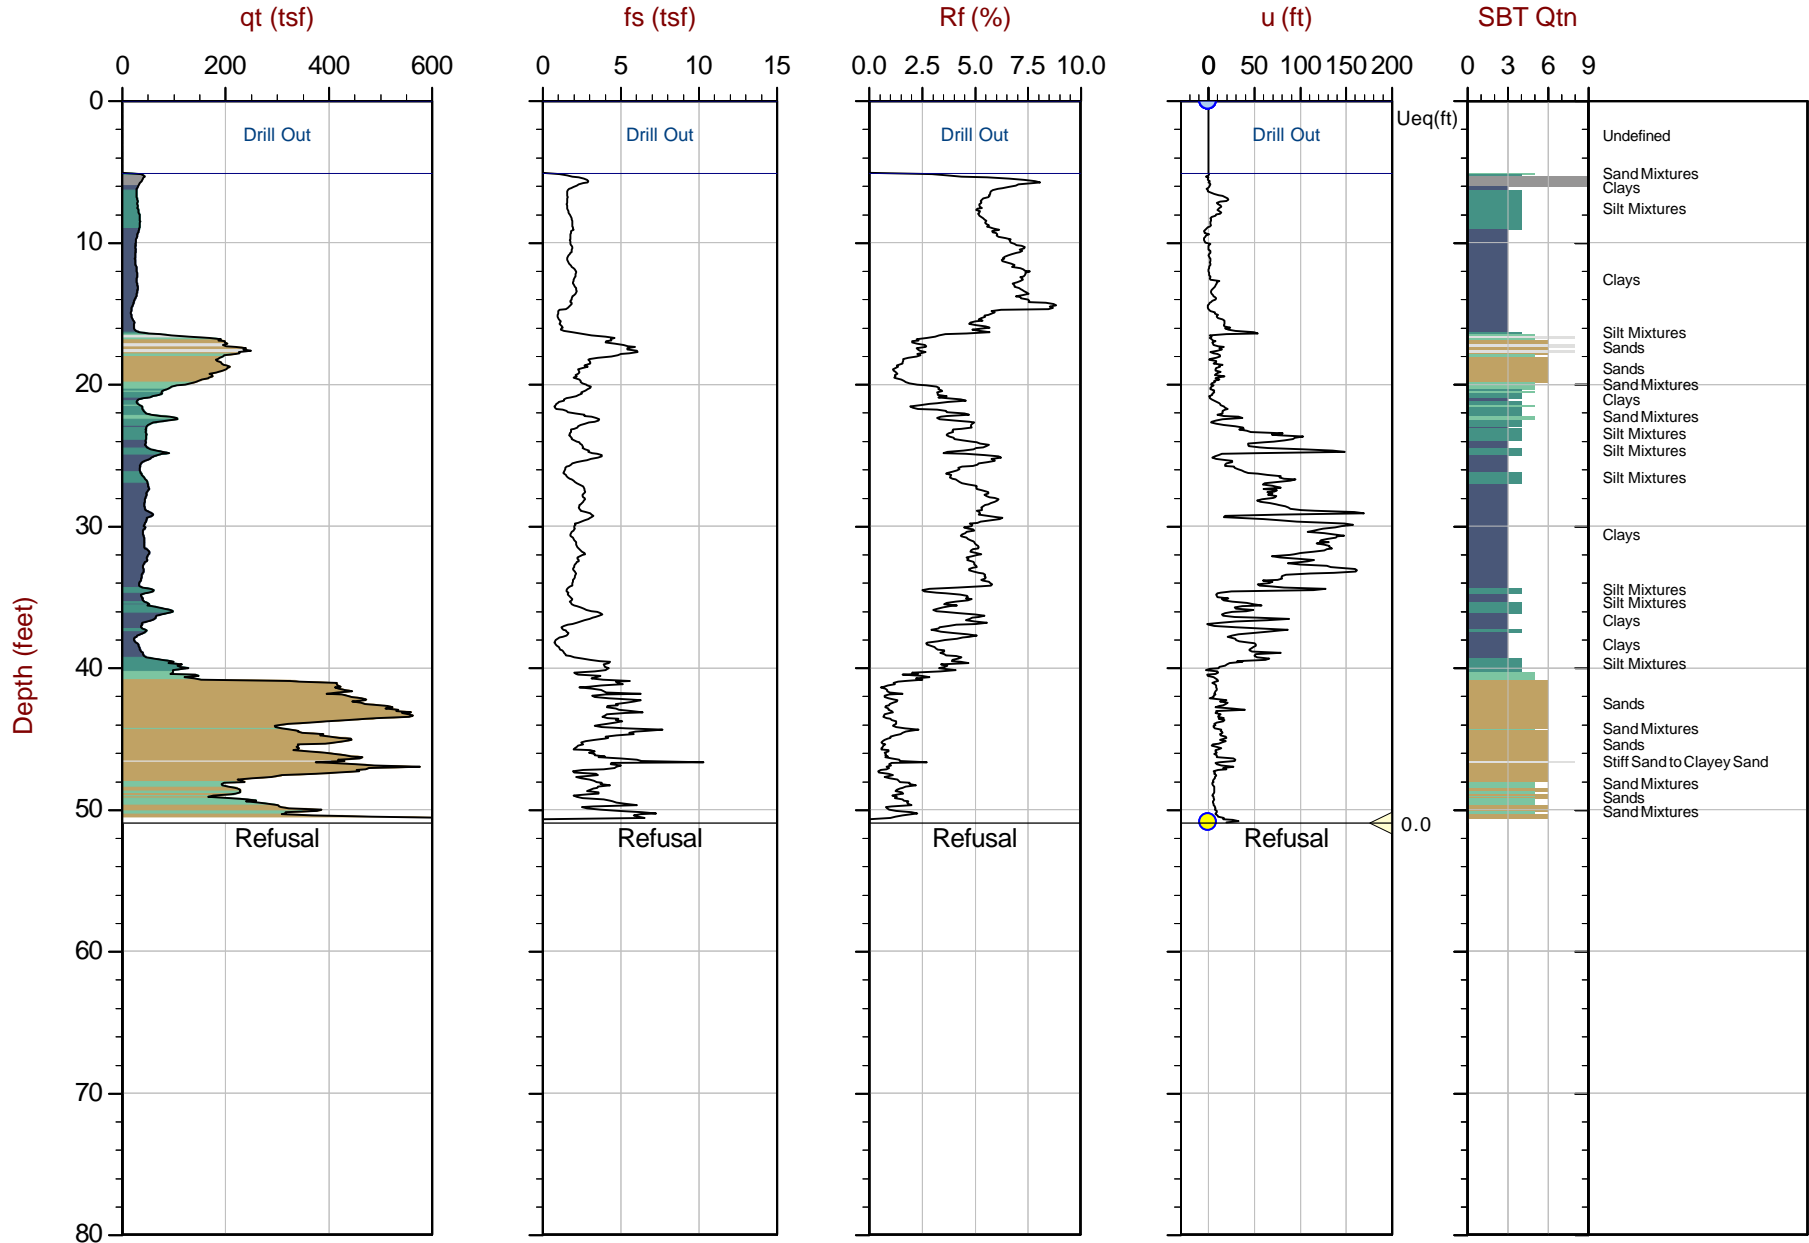 qt (tsf) fs (tsf) Rf (%) u (ft) SBT Qtn
0 200 400 600 0 5 10 15 0.0 2.5 5.0 7.5 10.0 0 50 100 150 200 0 3 6 9
0
Ueq(ft)
Drill Out Drill Out Drill Out Drill Out
Undefined
Sand Mixtures
Clays
Silt Mixtures
10
Clays
Silt Mixtures
Sands
Sands
20
Sand Mixtures
Clays
Sand Mixtures
Silt Mixtures
Silt Mixtures
Silt Mixtures
30
Clays
Silt Mixtures
Silt Mixtures
Clays
Clays
Silt Mixtures
40
Depth (feet)
Sands
Sand Mixtures
Sands
Stiff Sand to Clayey Sand
Sand Mixtures
Sands
50
Sand Mixtures
0.0
Refusal Refusal Refusal Refusal
60
70
80